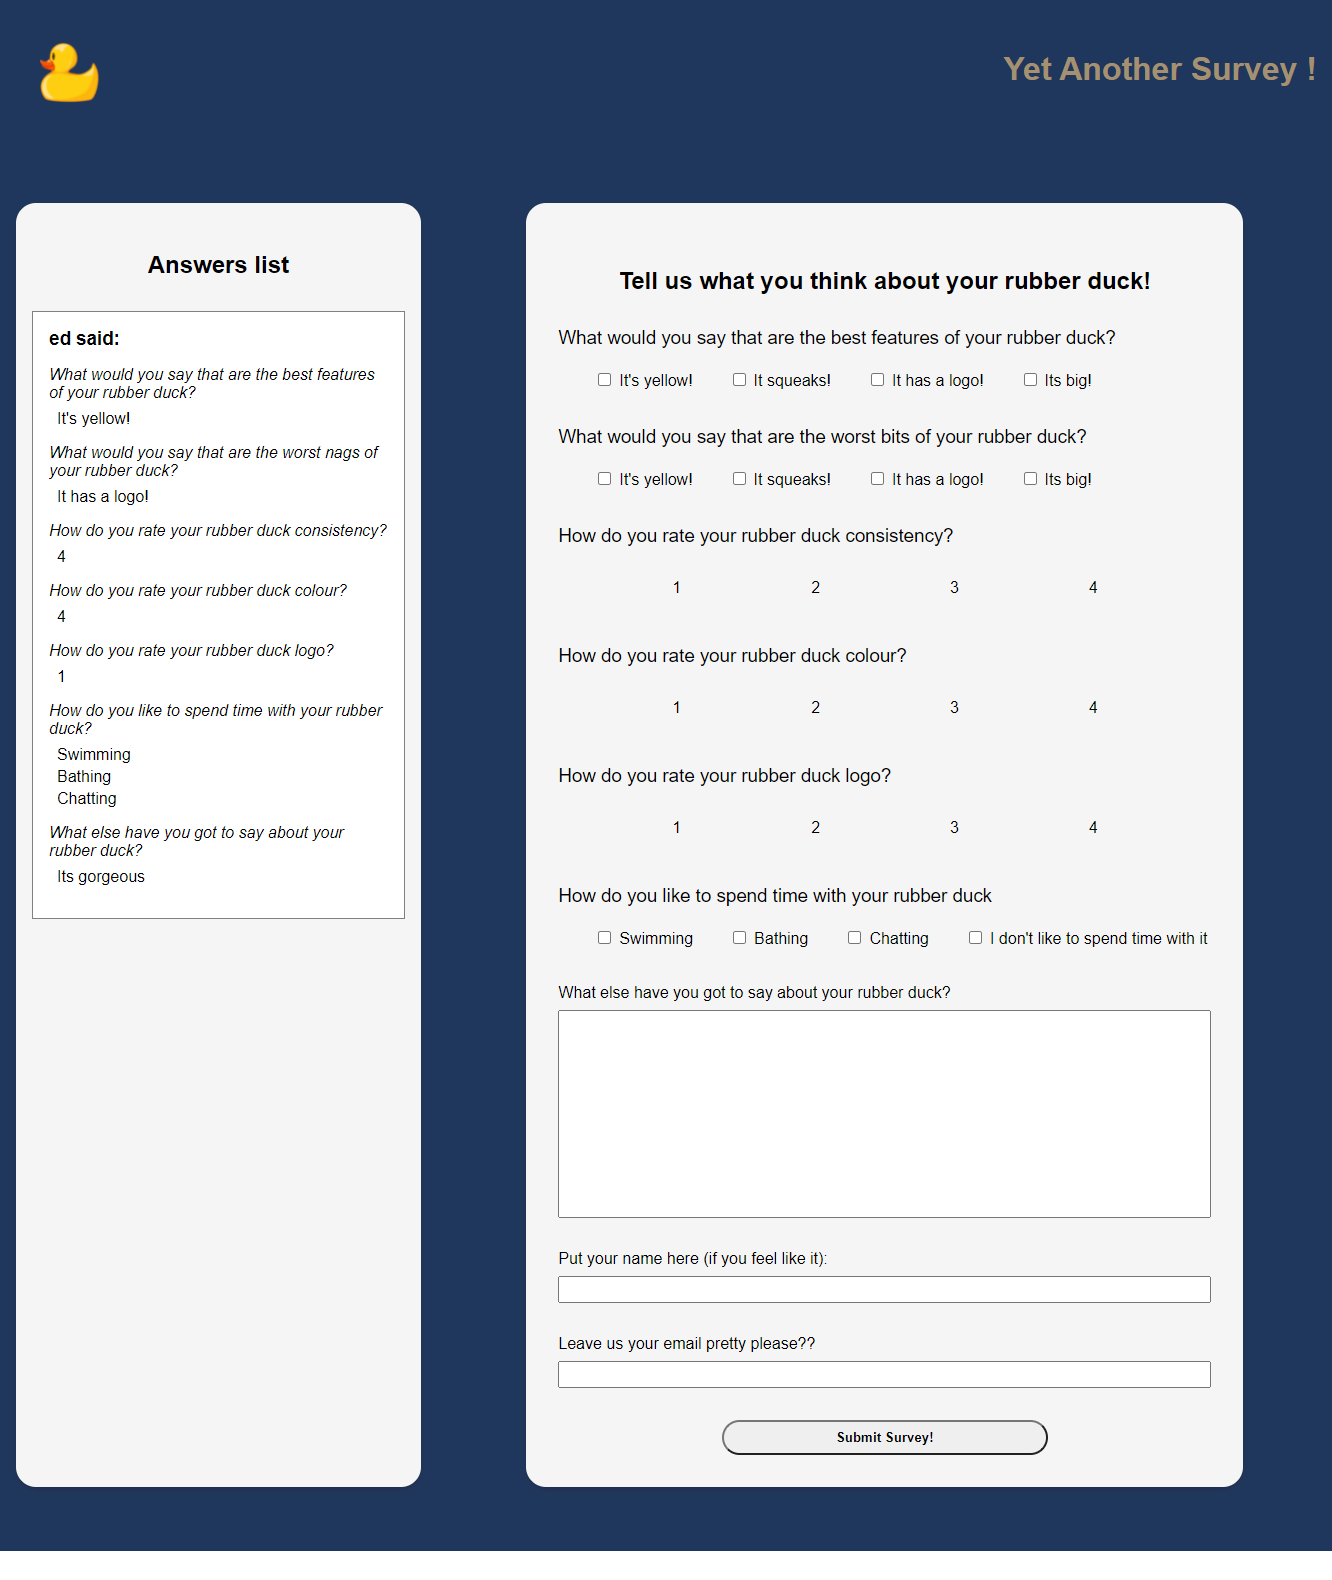 Yet Another Survey !
Answers list
ed said:
What would you say that are the best features
of your rubber duck?
It's yellow!
What would you say that are the worst nags of
your rubber duck?
It has a logo!
How do you rate your rubber duck consistency?
4
How do you rate your rubber duck colour?
4
How do you rate your rubber duck logo?
1
How do you like to spend time with your rubber
duck?
Swimming
Bathing
Chatting
What else have you got to say about your
rubber duck?
Its gorgeous
Tell us what you think about your rubber duck!
What would you say that are the best features of your rubber duck?
It's yellow! It squeaks! It has a logo! Its big!
What would you say that are the worst bits of your rubber duck?
It's yellow! It squeaks! It has a logo! Its big!
How do you rate your rubber duck consistency?
1 2 3 4
How do you rate your rubber duck colour?
1 2 3 4
How do you rate your rubber duck logo?
1 2 3 4
How do you like to spend time with your rubber duck
Swimming Bathing Chatting I don't like to spend time with it
What else have you got to say about your rubber duck?
Put your name here (if you feel like it):
Leave us your email pretty please??
Submit Survey!